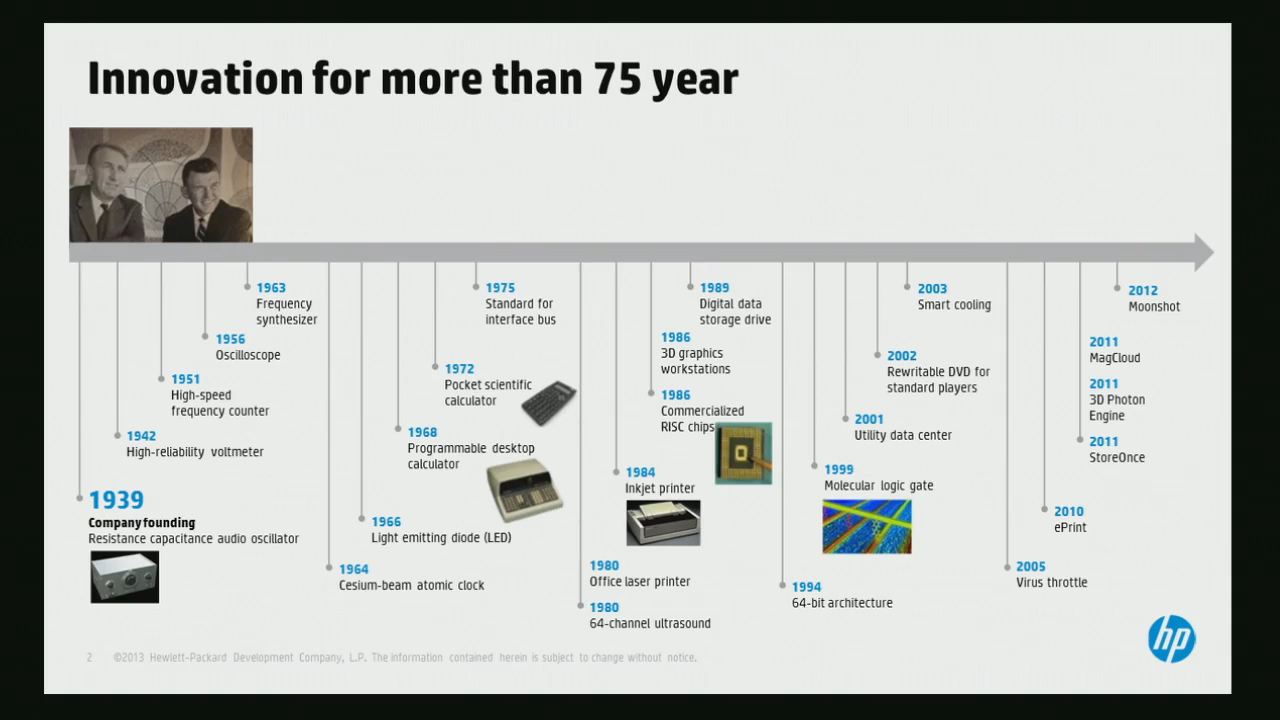 Innovation for more than 75 year
1963
Frequency
synthesizer
1956
Oscilloscope
1951
High-speed
frequency counter
1942
High-reliability voltmeter
1939
Company founding
Resistance capacitance audio oscillator
1975
Standard for
interface bus
1972
Pocket scientific
calculator
1968
Programmable desktop
calculator
1966
Light emitting diode (LED)
1964
Cesium-beam atomic clock
1989
Digital data
storage drive
1986
3D graphics
workstations
1986
Commercialized
RISC chips
1984
Inkjet printer
1980
Office laser printer
1980
64-channel ultrasound
2003
Smart cooling
2002
Rewritable DVD for
standard players
2001
Utility data center
1999
Molecular logic gate
1994
64-bit architecture
2012
Moonshot
2011
MagCloud
2011
3D Photon
Engine
2011
StoreOnce
2010
ePrint
2005
Virus throttle
hp
2 ©2013 Hewlett-Packard Development Company, L.P. The information contained herein is subject to change without notice.